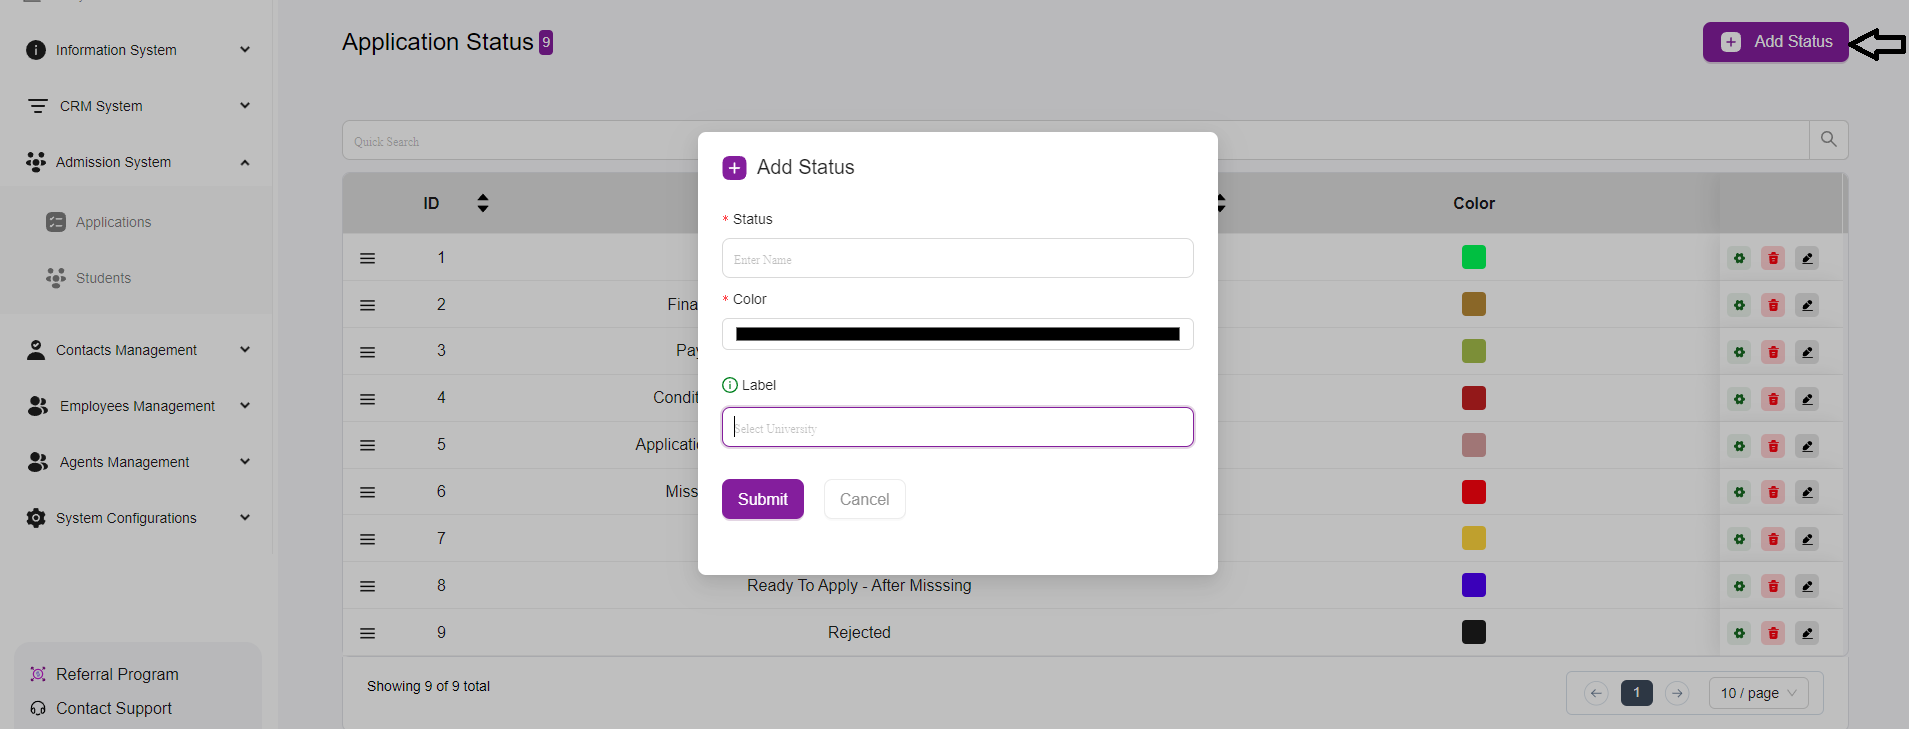 Information System
CRM System
Admission System
Applications
Students
Contacts Management
Employees Management
Agents Management
System Configurations
Referral Program
Contact Support
Application Status 9
Add Status
Quick Search
ID
Color
1
2 Fina
3 Pay
4 Condit
5 Applicati
6 Miss
7
8 Ready To Apply - After Misssing
9 Rejected
Showing 9 of 9 total
1
10 / page
Add Status
* Status
Enter Name
* Color
Label
Select University
Submit Cancel